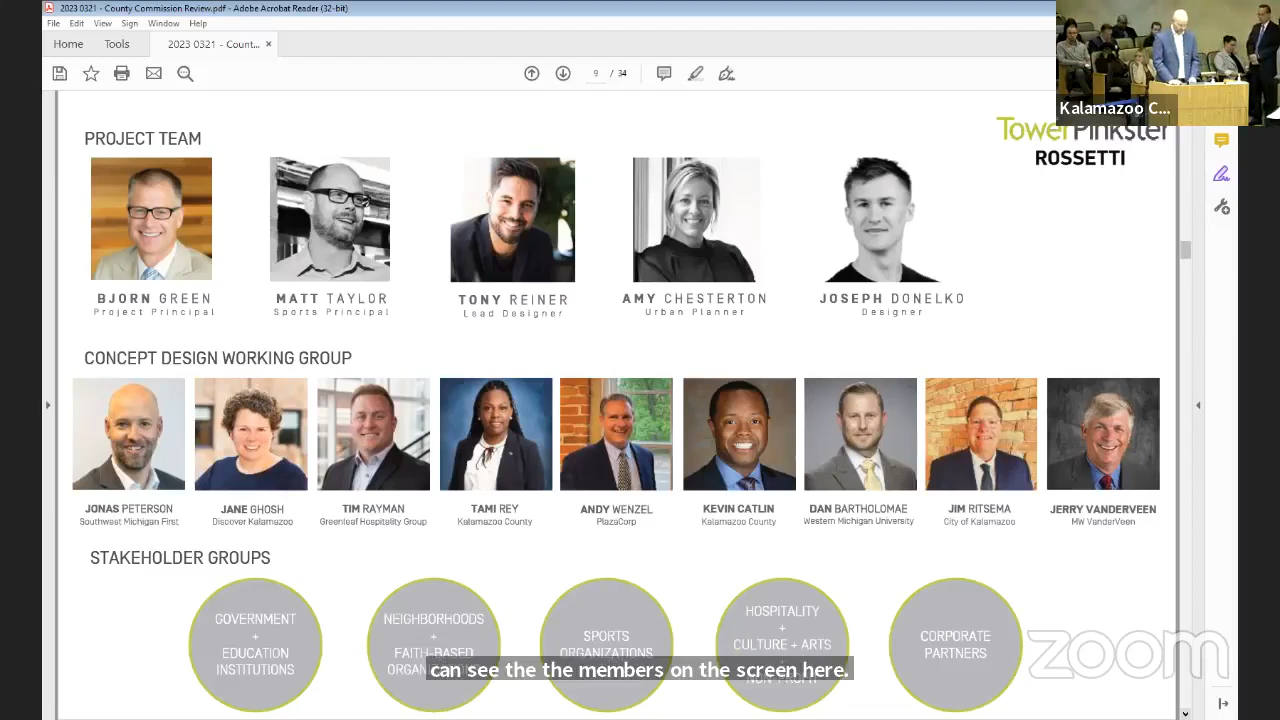 2023 0321 - County Commission Review.pdf - Adobe Acrobat Reader (32-bit)
File Edit View Sign Window Help
Home Tools 2023 0321 - Count... ×
9 / 34
Kalamazoo C...
TowerPinkster
ROSSETTI
PROJECT TEAM
BJORN GREEN MATT TAYLOR TONY REINER AMY CHESTERTON JOSEPH DONELKO
Project Principal Sports Principal Lead Designer Urban Planner Designer
CONCEPT DESIGN WORKING GROUP
JONAS PETERSON JANE GHOSH TIM RAYMAN TAMI REY ANDY WENZEL KEVIN CATLIN DAN BARTHOLOMAE JIM RITSEMA JERRY VANDERVEEN
Southwest Michigan First Discover Kalamazoo Greenleaf Hospitality Group Kalamazoo County PlazaCorp Kalamazoo County Western Michigan University City of Kalamazoo MW VanderVeen
STAKEHOLDER GROUPS
GOVERNMENT
+
EDUCATION
INSTITUTIONS
NEIGHBORHOODS
+
FAITH-BASED
SPORTS
ORGANIZATIONS
HOSPITALITY
+
CULTURE + ARTS
CORPORATE
PARTNERS
can see the the members on the screen here.
zoom